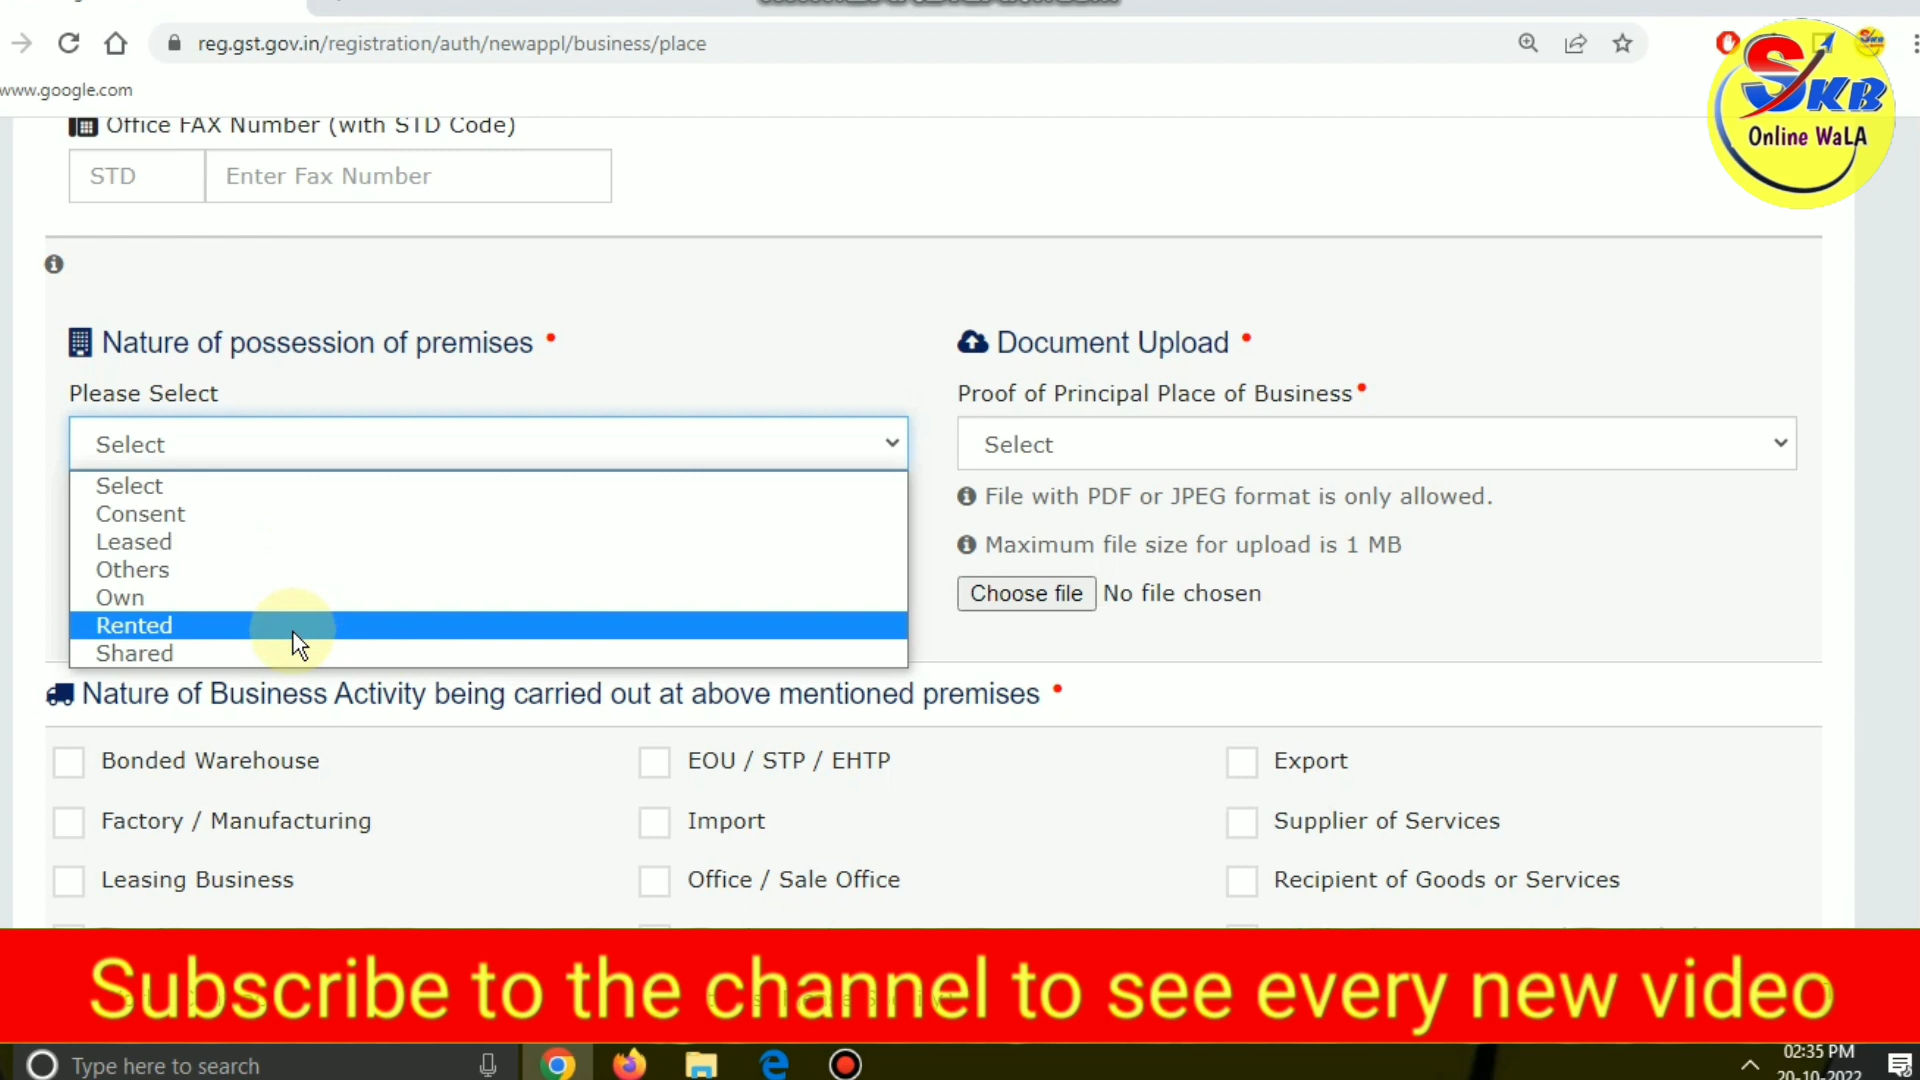 reg.gst.gov.in/registration/auth/newappl/business/place
SKB
Online WaLA
www.google.com
Office FAX Number (with STD Code)
STD Enter Fax Number
Nature of possession of premises •
Document Upload •
Please Select
Proof of Principal Place of Business•
Select
Select
Select
Consent
Leased
Others
Own
Rented
Shared
File with PDF or JPEG format is only allowed.
Maximum file size for upload is 1 MB
Choose file No file chosen
Nature of Business Activity being carried out at above mentioned premises •
Bonded Warehouse EOU / STP / EHTP Export
Factory / Manufacturing Import Supplier of Services
Leasing Business Office / Sale Office Recipient of Goods or Services
Subscribe to the channel to see every new video
Type here to search
02:35 PM
20-10-2022